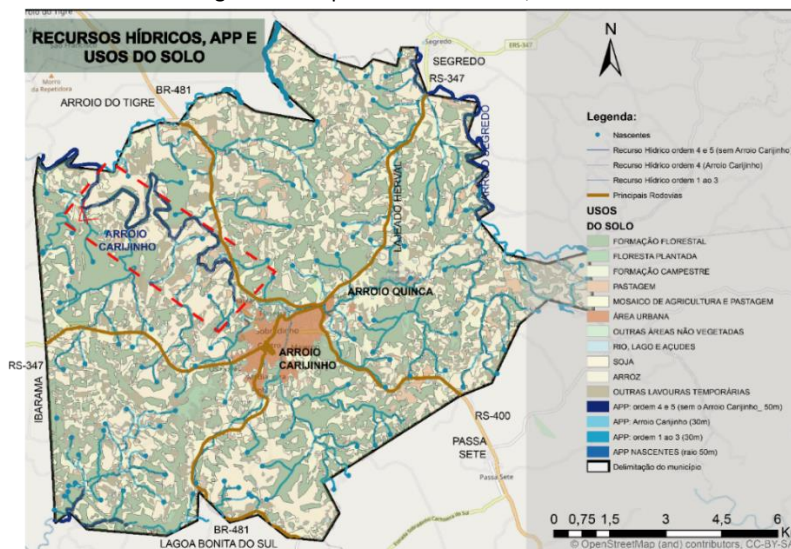 RECURSOS HÍDRICOS, APP E
USOS DO SOLO
Segredo
ERS-347
SEGREDO
RS-347
BR-481
ARROIO DO TIGRE
Morro
da Repetidora
N
ARROIO SEGREDO
LAJEADO HERVAL
ARROIO
CARIJINHO
ARROIO QUINCA
ARROIO
CARIJINHO
RS-347
IBARAMA
RS-400
PASSA
SETE
Passa Sete
BR-481
LAGOA BONITA DO SUL
Legenda:
Nascentes
Recurso Hídrico ordem 4 e 5 (sem Arroio Carijinho)
Recurso Hídrico ordem 4 (Arroio Carijinho)
Recurso Hídrico ordem 1 ao 3
Principais Rodovias
USOS
DO SOLO
FORMAÇÃO FLORESTAL
FLORESTA PLANTADA
FORMAÇÃO CAMPESTRE
PASTAGEM
MOSAICO DE AGRICULTURA E PASTAGEM
ÁREA URBANA
OUTRAS ÁREAS NÃO VEGETADAS
RIO, LAGO E AÇUDES
SOJA
ARROZ
OUTRAS LAVOURAS TEMPORÁRIAS
APP: ordem 4 e 5 (sem o Arroio Carijinho_ 50m)
APP: Arroio Carijinho (30m)
APP: ordem 1 ao 3 (30m)
APP NASCENTES (raio 50m)
Delimitação do município
0 0,75 1,5 3 4,5 6
© OpenStreetMap (and) contributors, CC-BY-SA